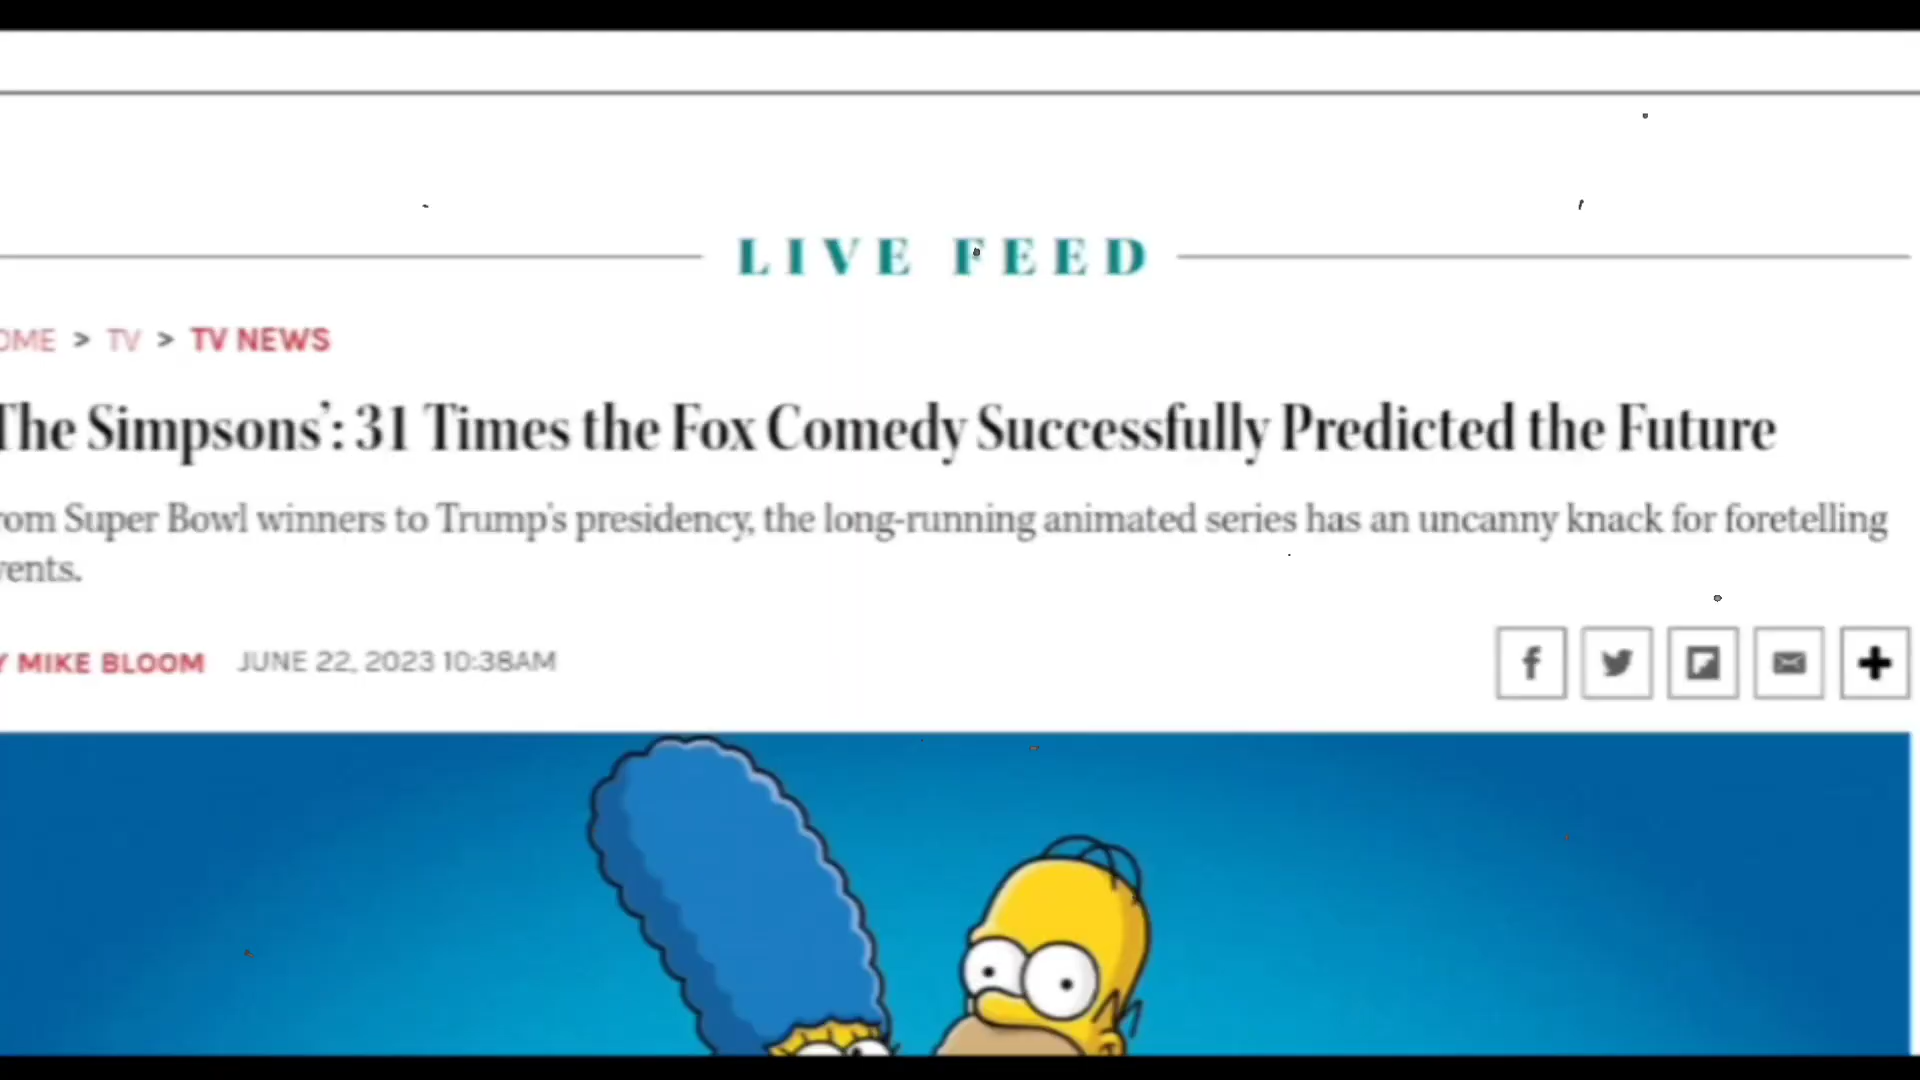 LIVE FEED
OME > TV > TV NEWS
The Simpsons’: 31 Times the Fox Comedy Successfully Predicted the Future
rom Super Bowl winners to Trump's presidency, the long-running animated series has an uncanny knack for foretelling
vents.
Y MIKE BLOOM JUNE 22, 2023 10:38AM